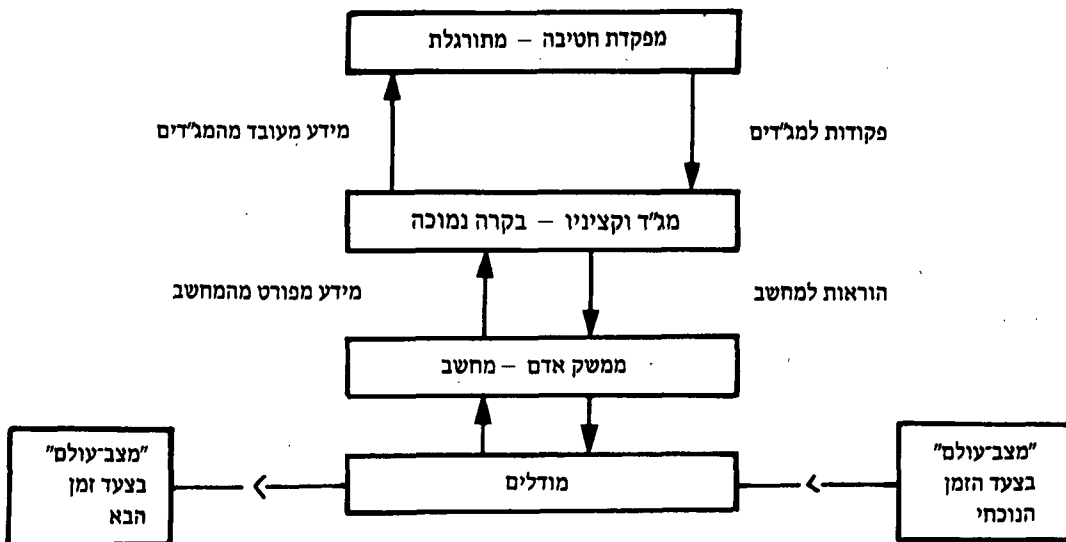 מפקדת חטיבה – מתורגלת
פקודות למג"דים
מידע מעובד מהמג"דים
מג"ד וקציניו – בקרה נמוכה
הוראות למחשב
מידע מפורט מהמחשב
ממשק אדם – מחשב
"מצב־עולם"
בצעד הזמן
הנוכחי
מודלים
"מצב־עולם"
בצעד זמן
הבא